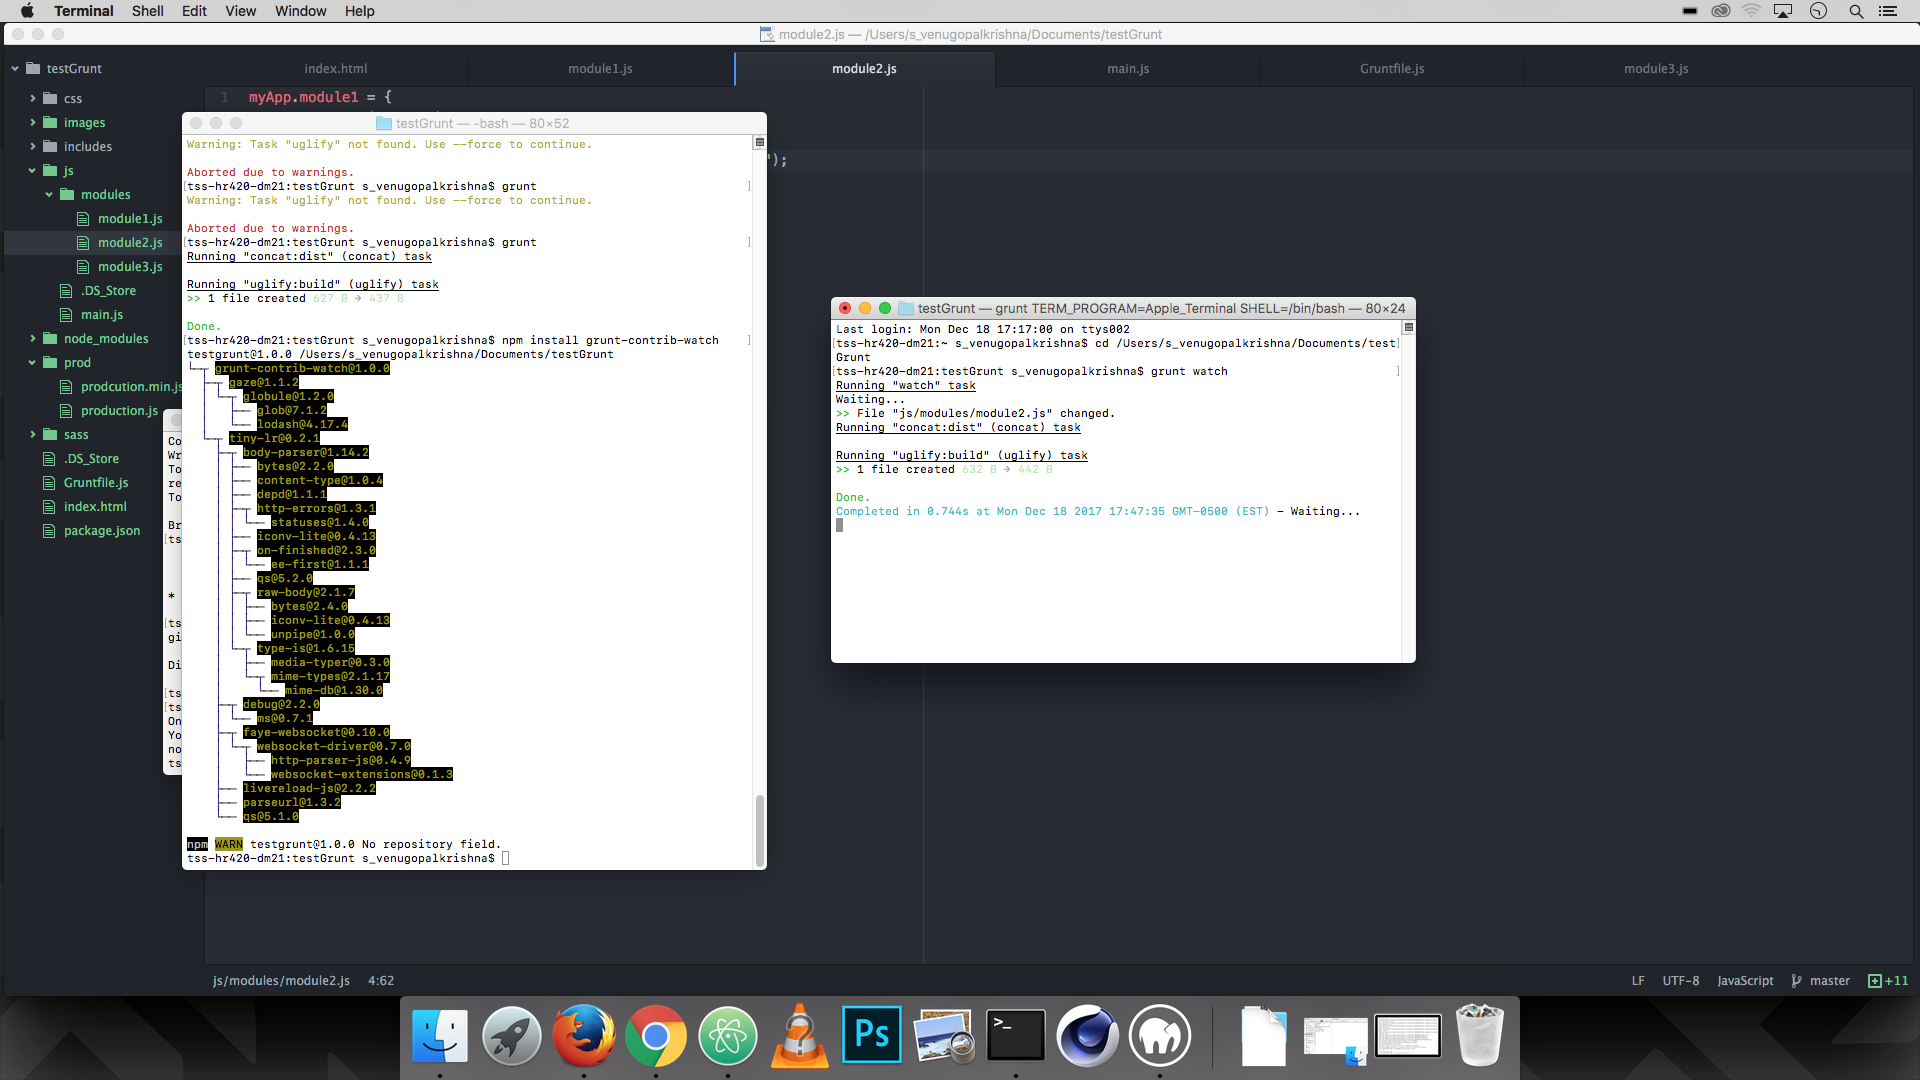 Terminal Shell Edit View Window Help
module2.js — /Users/s_venugopalkrishna/Documents/testGrunt
testGrunt
index.html module1.js module2.js main.js Gruntfile.js module3.js
css
images
includes
js
modules
module1.js
module2.js
module3.js
.DS_Store
main.js
node_modules
prod
prodcution.min.js
production.js
sass
.DS_Store
Gruntfile.js
index.html
package.json
1 myApp.module1 = {
');
testGrunt — -bash — 80×52
Warning: Task "uglify" not found. Use --force to continue.
Aborted due to warnings.
[tss-hr420-dm21:testGrunt s_venugopalkrishna$ grunt ]
Warning: Task "uglify" not found. Use --force to continue.
Aborted due to warnings.
[tss-hr420-dm21:testGrunt s_venugopalkrishna$ grunt ]
Running "concat:dist" (concat) task
Running "uglify:build" (uglify) task
>> 1 file created 627 B → 437 B
Done.
[tss-hr420-dm21:testGrunt s_venugopalkrishna$ npm install grunt-contrib-watch ]
testgrunt@1.0.0 /Users/s_venugopalkrishna/Documents/testGrunt
grunt-contrib-watch@1.0.0
gaze@1.1.2
globule@1.2.0
glob@7.1.2
lodash@4.17.4
tiny-lr@0.2.1
body-parser@1.14.2
bytes@2.2.0
content-type@1.0.4
depd@1.1.1
http-errors@1.3.1
statuses@1.4.0
iconv-lite@0.4.13
on-finished@2.3.0
ee-first@1.1.1
qs@5.2.0
raw-body@2.1.7
bytes@2.4.0
iconv-lite@0.4.13
unpipe@1.0.0
type-is@1.6.15
media-typer@0.3.0
mime-types@2.1.17
mime-db@1.30.0
debug@2.2.0
ms@0.7.1
faye-websocket@0.10.0
websocket-driver@0.7.0
http-parser-js@0.4.9
websocket-extensions@0.1.3
livereload-js@2.2.2
parseurl@1.3.2
qs@5.1.0
npm WARN testgrunt@1.0.0 No repository field.
tss-hr420-dm21:testGrunt s_venugopalkrishna$
Co
Wr
To
re
To
Br
[ts
*
[ts
gi
Di
[ts
[ts
On
Yo
no
ts
testGrunt — grunt TERM_PROGRAM=Apple_Terminal SHELL=/bin/bash — 80×24
Last login: Mon Dec 18 17:17:00 on ttys002
[tss-hr420-dm21:~ s_venugopalkrishna$ cd /Users/s_venugopalkrishna/Documents/test]
Grunt
[tss-hr420-dm21:testGrunt s_venugopalkrishna$ grunt watch ]
Running "watch" task
Waiting...
>> File "js/modules/module2.js" changed.
Running "concat:dist" (concat) task
Running "uglify:build" (uglify) task
>> 1 file created 632 B → 442 B
Done.
Completed in 0.744s at Mon Dec 18 2017 17:47:35 GMT-0500 (EST) - Waiting...
js/modules/module2.js 4:62
LF UTF-8 JavaScript master +11
Ps
>_